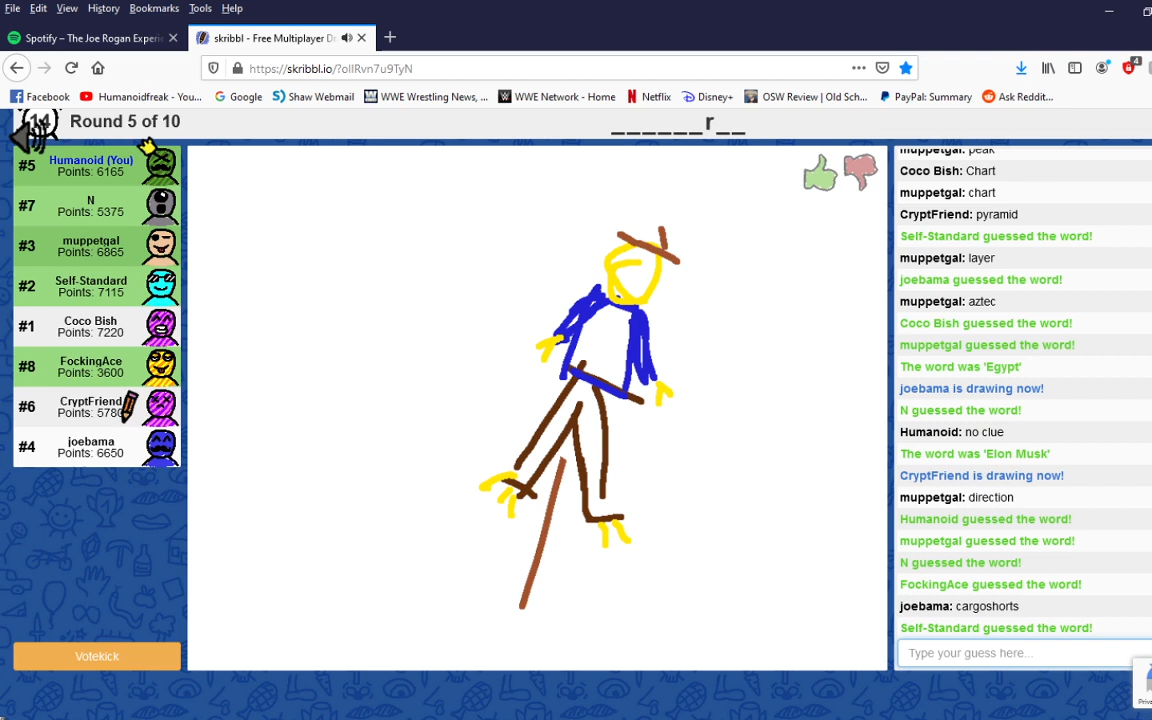 File Edit View History Bookmarks Tools Help
Spotify – The Joe Rogan Experie
skribbl - Free Multiplayer Dr
https://skribbl.io/?olIRvn7u9TyN
4
Facebook Humanoidfreak - You... Google Shaw Webmail WWE Wrestling News, ... WWE Network - Home Netflix Disney+ OSW Review | Old Sch... PayPal: Summary Ask Reddit...
14 Round 5 of 10
______r__
#5 Humanoid (You)
Points: 6165
#7 N
Points: 5375
#3 muppetgal
Points: 6865
#2 Self-Standard
Points: 7115
#1 Coco Bish
Points: 7220
#8 FockingAce
Points: 3600
#6 CryptFriend
Points: 5780
#4 joebama
Points: 6650
Votekick
muppetgal: peak
Coco Bish: Chart
muppetgal: chart
CryptFriend: pyramid
Self-Standard guessed the word!
muppetgal: layer
joebama guessed the word!
muppetgal: aztec
Coco Bish guessed the word!
muppetgal guessed the word!
The word was 'Egypt'
joebama is drawing now!
N guessed the word!
Humanoid: no clue
The word was 'Elon Musk'
CryptFriend is drawing now!
muppetgal: direction
Humanoid guessed the word!
muppetgal guessed the word!
N guessed the word!
FockingAce guessed the word!
joebama: cargoshorts
Self-Standard guessed the word!
Type your guess here...